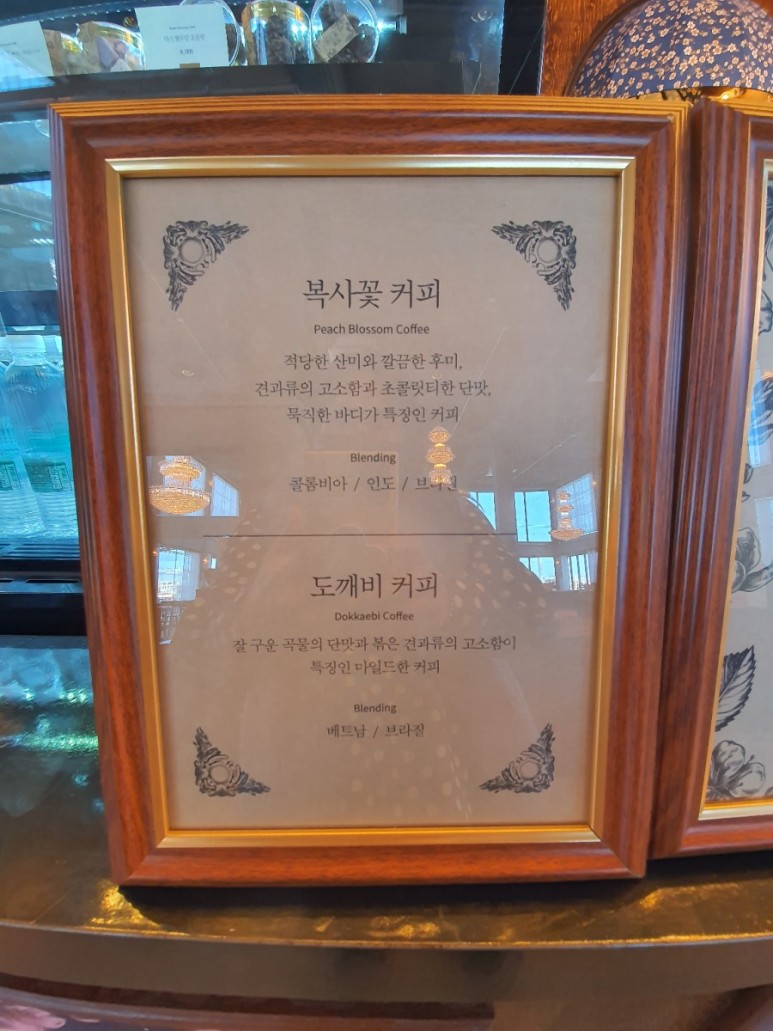 복사꽃 커피
Peach Blossom Coffee
적당한 산미와 깔끔한 후미,
견과류의 고소함과 초콜릿티한 단맛,
묵직한 바디가 특징인 커피
Blending
콜롬비아 / 인도 / 브라질
도깨비 커피
Dokkaebi Coffee
잘 구운 곡물의 단맛과 볶은 견과류의 고소함이
특징인 마일드한 커피
Blending
베트남 / 브라질